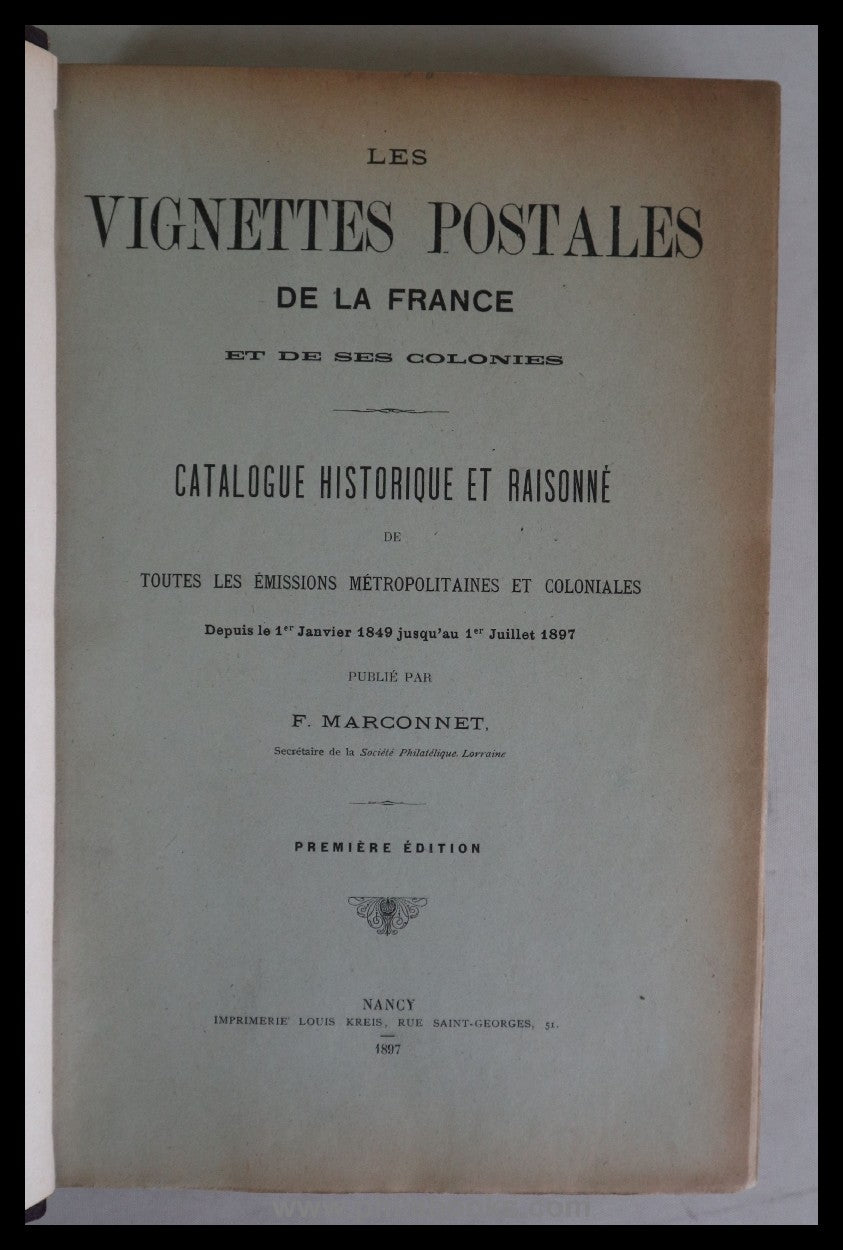 LES
VIGNETTES POSTALES
DE LA FRANCE
ET DE SES COLONIES
CATALOGUE HISTORIQUE ET RAISONNÉ
DE
TOUTES LES ÉMISSIONS MÉTROPOLITAINES ET COLONIALES
Depuis le 1er Janvier 1849 jusqu'au 1er Juillet 1897
PUBLIÉ PAR
F. MARCONNET,
Secrétaire de la Société Philatélique Lorraine
PREMIÈRE ÉDITION
NANCY
IMPRIMERIE LOUIS KREIS, RUE SAINT-GEORGES, 51.
1897